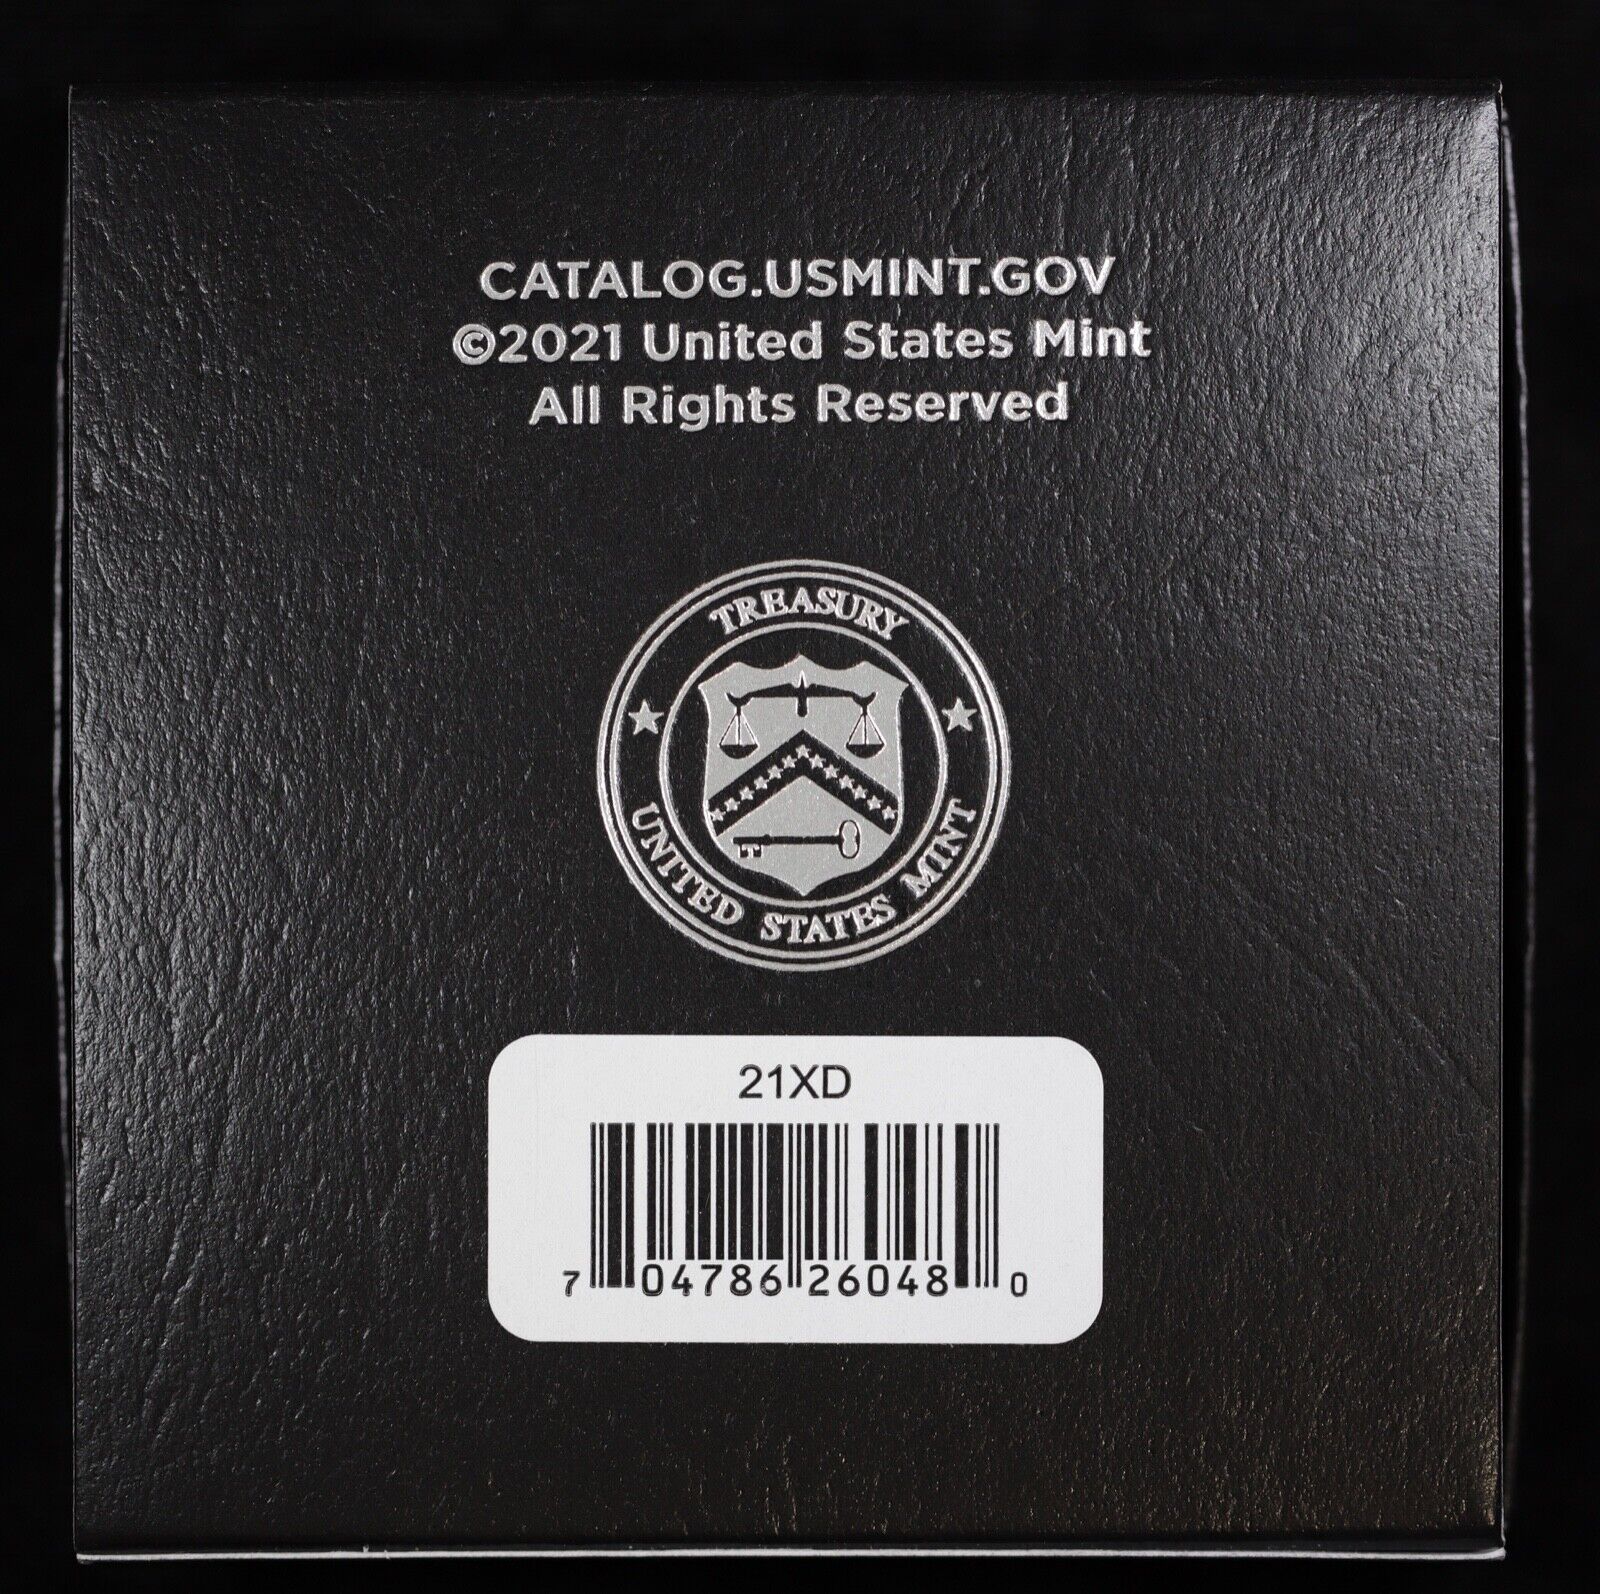 CATALOG.USMINT.GOV
©2021 United States Mint
All Rights Reserved
TREASURY
UNITED STATES MINT
21XD
7 04786 26048 0